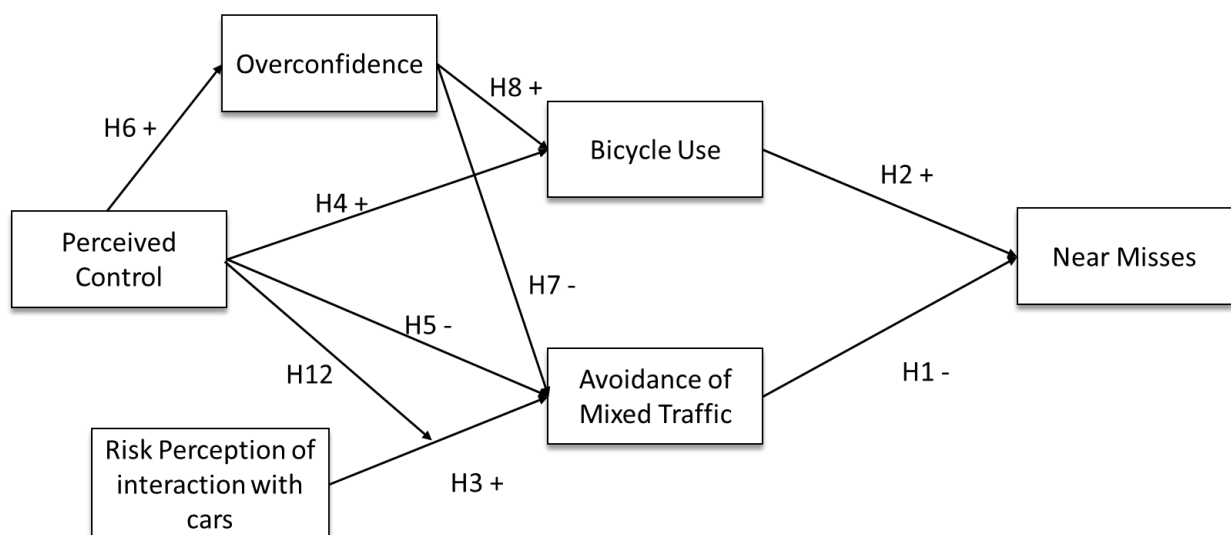 Overconfidence
H8 +
H6 +
Bicycle Use
H2 +
H4 +
Perceived
Control
Near Misses
H7 -
H5 -
H12
Avoidance of
Mixed Traffic
H1 -
Risk Perception of
interaction with
cars
H3 +